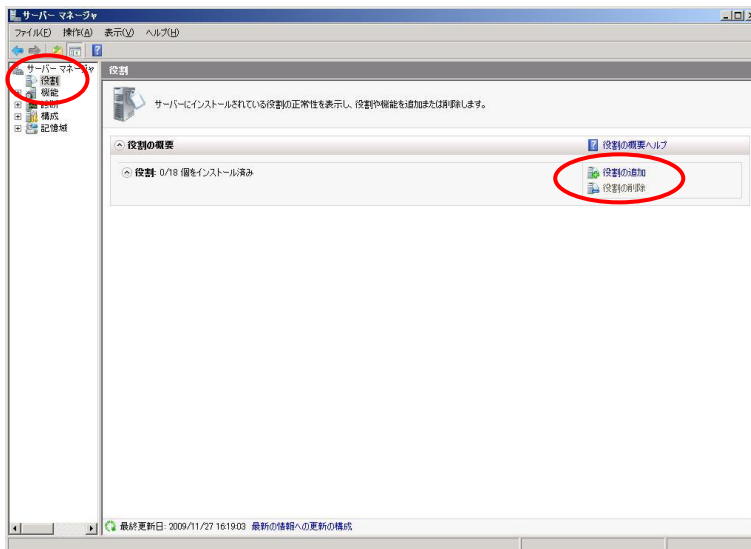 サーバー マネージャ
ファイル(F) 操作(A) 表示(V) ヘルプ(H)
サーバー マネージャ
役割
機能
診断
構成
記憶域
役割
サーバーにインストールされている役割の正常性を表示し、役割や機能を追加または削除します。
役割の概要
役割の概要ヘルプ
役割: 0/18 個をインストール済み
役割の追加
役割の削除
最終更新日: 2009/11/27 16:19:03 最新の情報への更新の構成